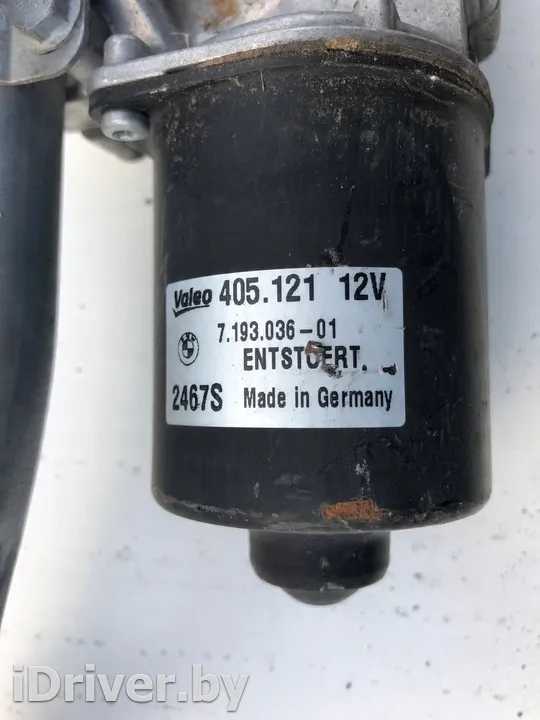 Valeo 405.121 12V
7.193.036-01
ENTSTOERT.
2467S Made in Germany
iDriver.by